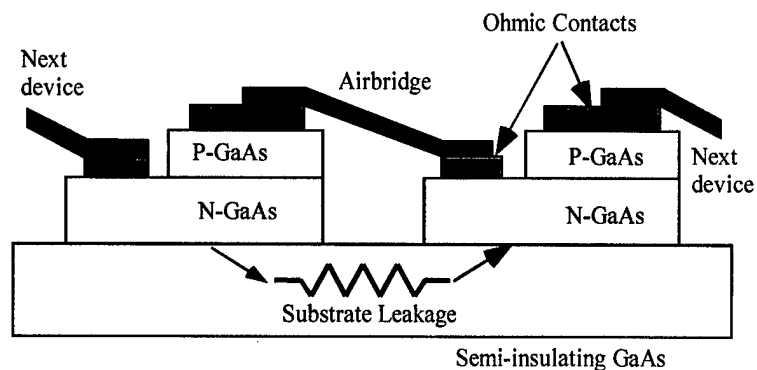 Ohmic Contacts
Next
device
Airbridge
P-GaAs
P-GaAs
Next
device
N-GaAs
N-GaAs
Substrate Leakage
Semi-insulating GaAs